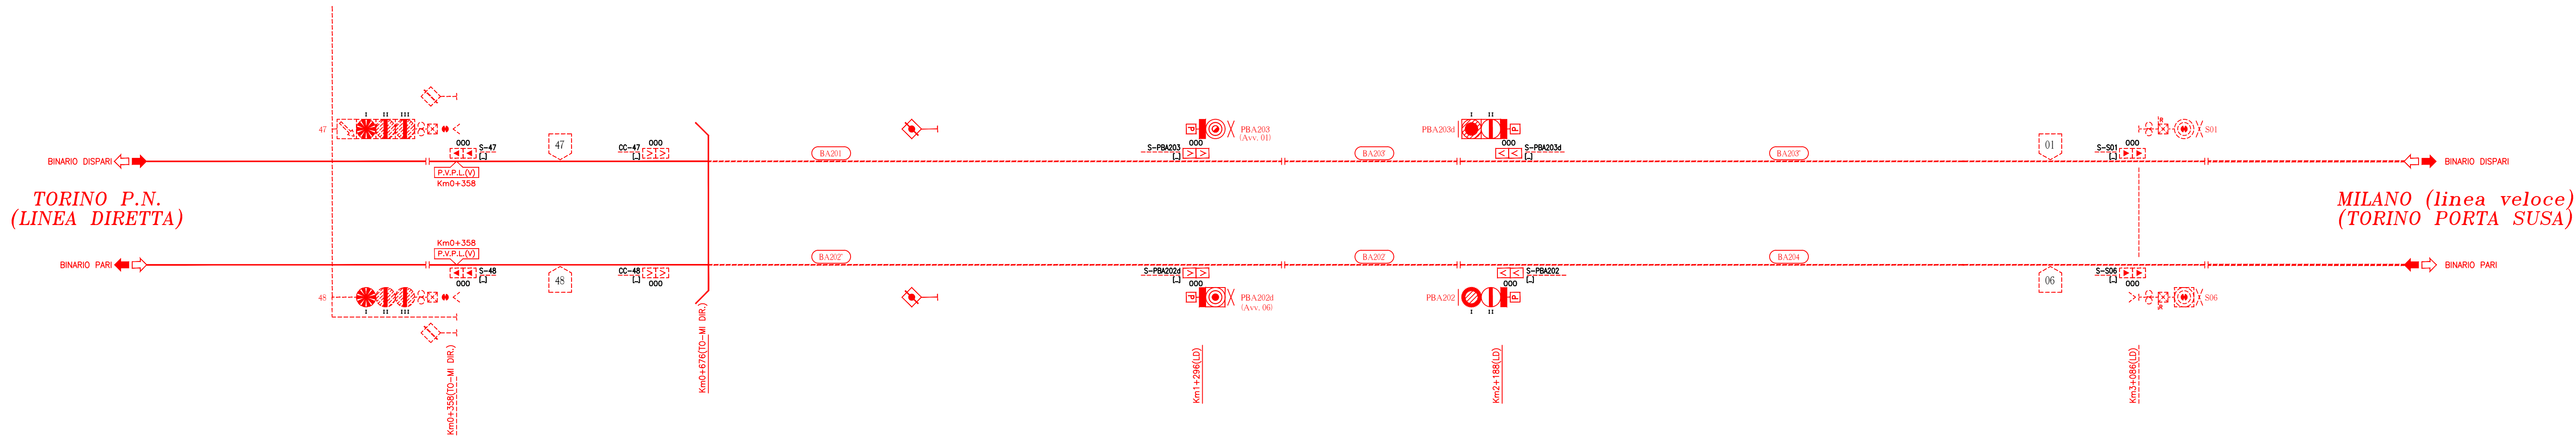 I II III
47
PBA203
(Avv. 01)
P
I II
PBA203d
P
S01
000
S-47
47
CC-47
000
S-PBA203
000
000
S-PBA203d
01
S-S01
000
BINARIO DISPARI
BA201
BA203'
BA203"
BINARIO DISPARI
P.V.P.L.(V)
Km0+358
TORINO P.N.
(LINEA DIRETTA)
MILANO (linea veloce)
(TORINO PORTA SUSA)
Km0+358
P.V.P.L.(V)
BINARIO PARI
BA202"
BA202'
BA204
BINARIO PARI
S-48
000
48
CC-48
000
S-PBA202d
000
S-PBA202
000
06
S-S06
000
48
I II III
P
PBA202d
(Avv. 06)
PBA202
I II
P
S06
Km0+358(TO-MI DIR.)
Km0+676(TO-MI DIR.)
Km1+296(LD)
Km2+188(LD)
Km3+086(LD)